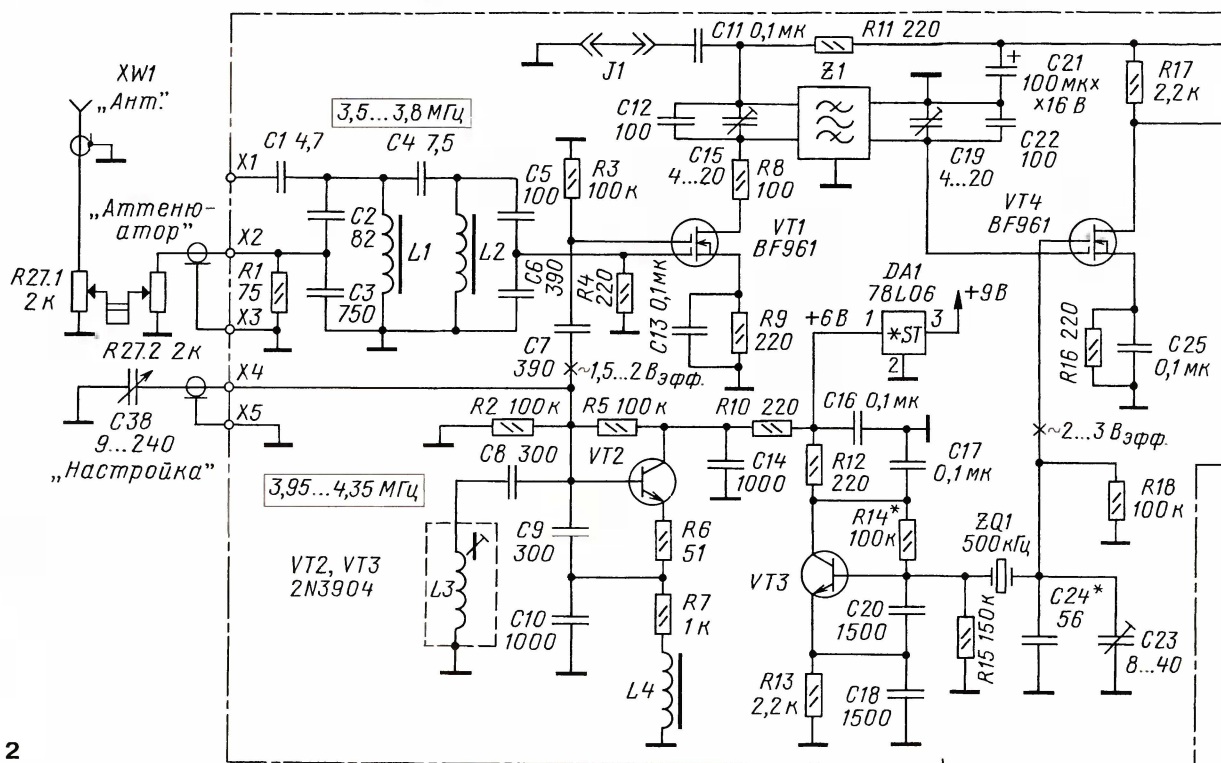 C11 0,1 мк
R11 220
J1
Z1
C21
100 мк×
×16 В
R17
2,2 к
XW1
„Ант."
3,5...3,8 МГц
C12
100
C1 4,7
C4 7,5
C5
100
R3
100 к
C15
4...20
R8
100
C19
4...20
C22
100
X1
„Аттеню-
атор"
X2
R1
75
C2
82
L1
L2
C3
750
C6
390
R4
220
VT1
BF961
VT4
BF961
R27.1
2 к
X3
R27.2 2 к
C13 0,1 мк
R9
220
DA1
78L06
+9 В
+6 В
1
*ST
3
2
R16 220
C25
0,1 мк
C7
390
~1,5...2 Вэфф.
X4
C38
9...240
„Настройка"
X5
R2 100 к
R5 100 к
R10 220
C16 0,1 мк
C8 300
VT2
C14
1000
R12
220
C17
0,1 мк
~2...3 Вэфф.
3,95...4,35 МГц
R14*
100 к
ZQ1
500 кГц
R18
100 к
VT2, VT3
2N3904
C9
300
R6
51
VT3
L3
C10
1000
R7
1 к
C20
1500
R15 150 к
C24*
56
C23
8...40
L4
R13
2,2 к
C18
1500
2